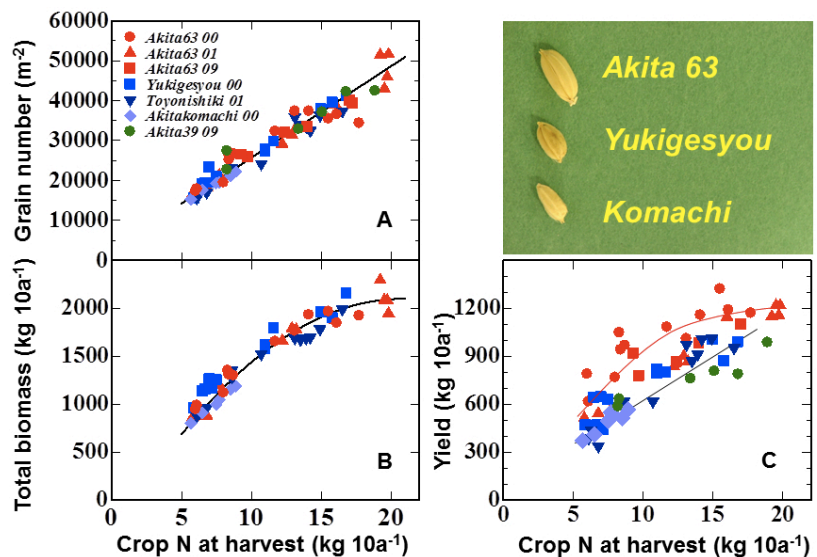 60000
50000
40000
30000
20000
10000
0
Grain number (m-2)
Akita63 00
Akita63 01
Akita63 09
Yukigesyou 00
Toyonishiki 01
Akitakomachi 00
Akita39 09
A
Akita 63
Yukigesyou
Komachi
2000
1500
1000
500
0
Total biomass (kg 10a-1)
B
0 5 10 15 20
Crop N at harvest (kg 10a-1)
1200
900
600
300
0
Yield (kg 10a-1)
C
0 5 10 15 20
Crop N at harvest (kg 10a-1)